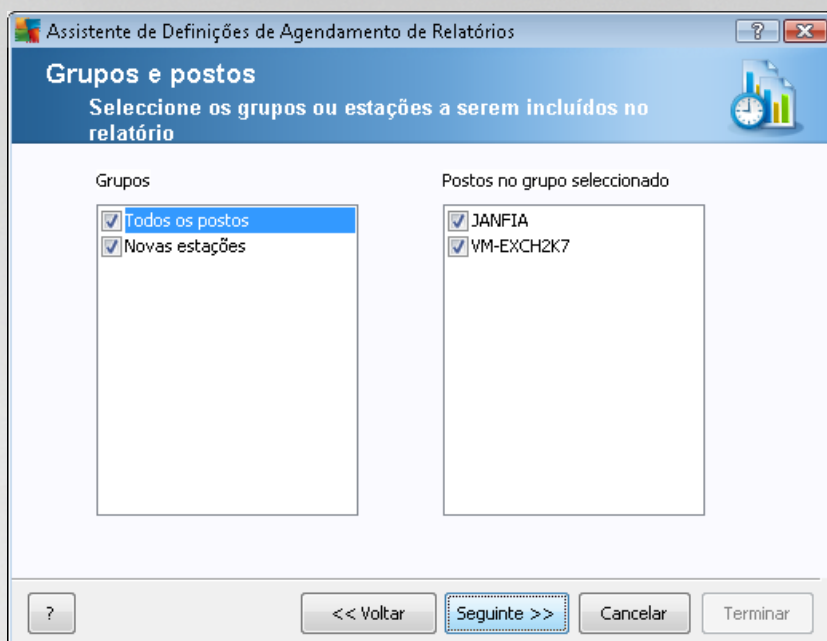 Assistente de Definições de Agendamento de Relatórios
?
Grupos e postos
Seleccione os grupos ou estações a serem incluídos no
relatório
Grupos
Postos no grupo seleccionado
Todos os postos
JANFIA
Novas estações
VM-EXCH2K7
?
<< Voltar
Seguinte >>
Cancelar
Terminar